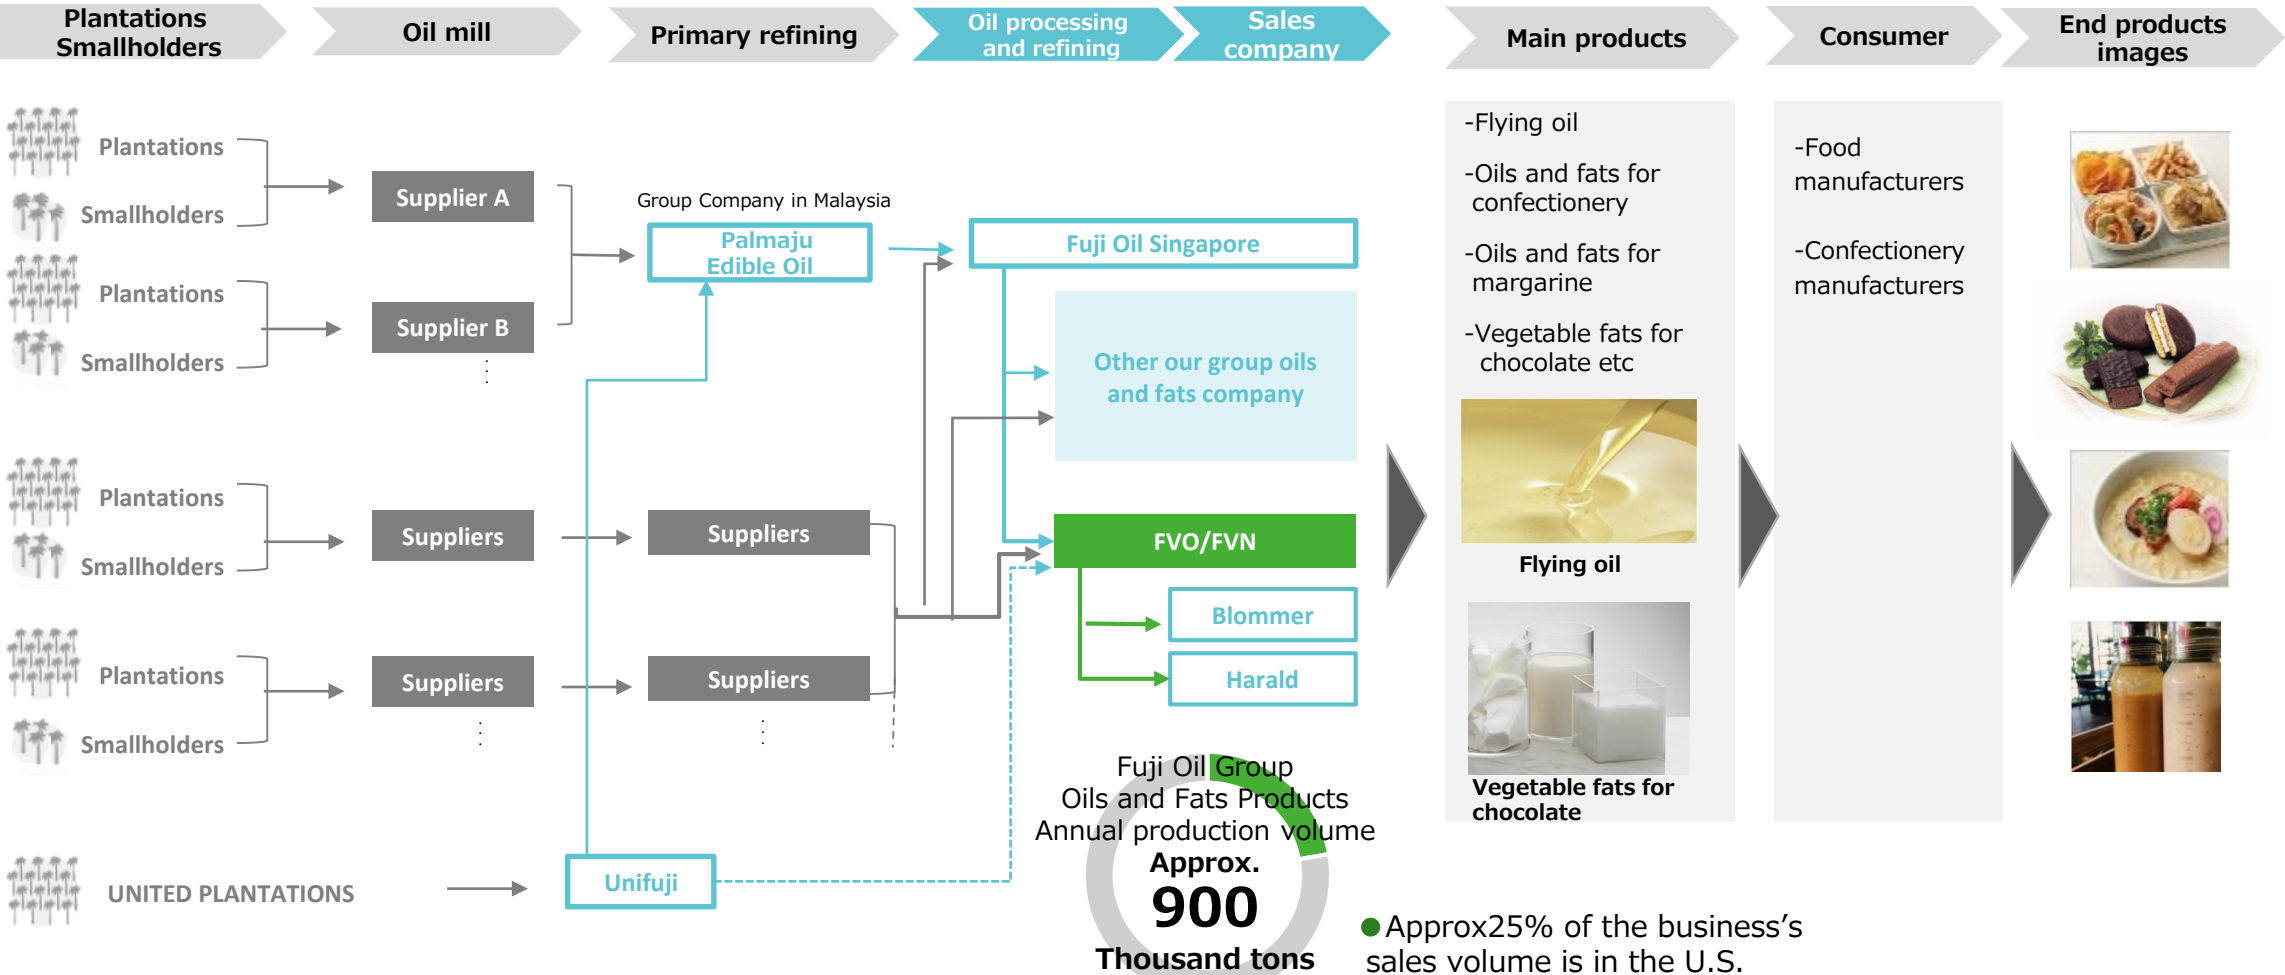 Plantations
Smallholders
Oil mill
Primary refining
Oil processing
and refining
Sales
company
Main products
Consumer
End products
images
Plantations
Smallholders
Plantations
Smallholders
Plantations
Smallholders
Plantations
Smallholders
UNITED PLANTATIONS
Supplier A
Supplier B
Suppliers
Suppliers
Group Company in Malaysia
Palmaju
Edible Oil
Suppliers
Suppliers
Unifuji
Fuji Oil Singapore
Other our group oils
and fats company
FVO/FVN
Blommer
Harald
Fuji Oil Group
Oils and Fats Products
Annual production volume
Approx.
900
Thousand tons
●Approx25% of the business’s
sales volume is in the U.S.
-Flying oil
-Oils and fats for
confectionery
-Oils and fats for
margarine
-Vegetable fats for
chocolate etc
Flying oil
Vegetable fats for
chocolate
-Food
manufacturers
-Confectionery
manufacturers